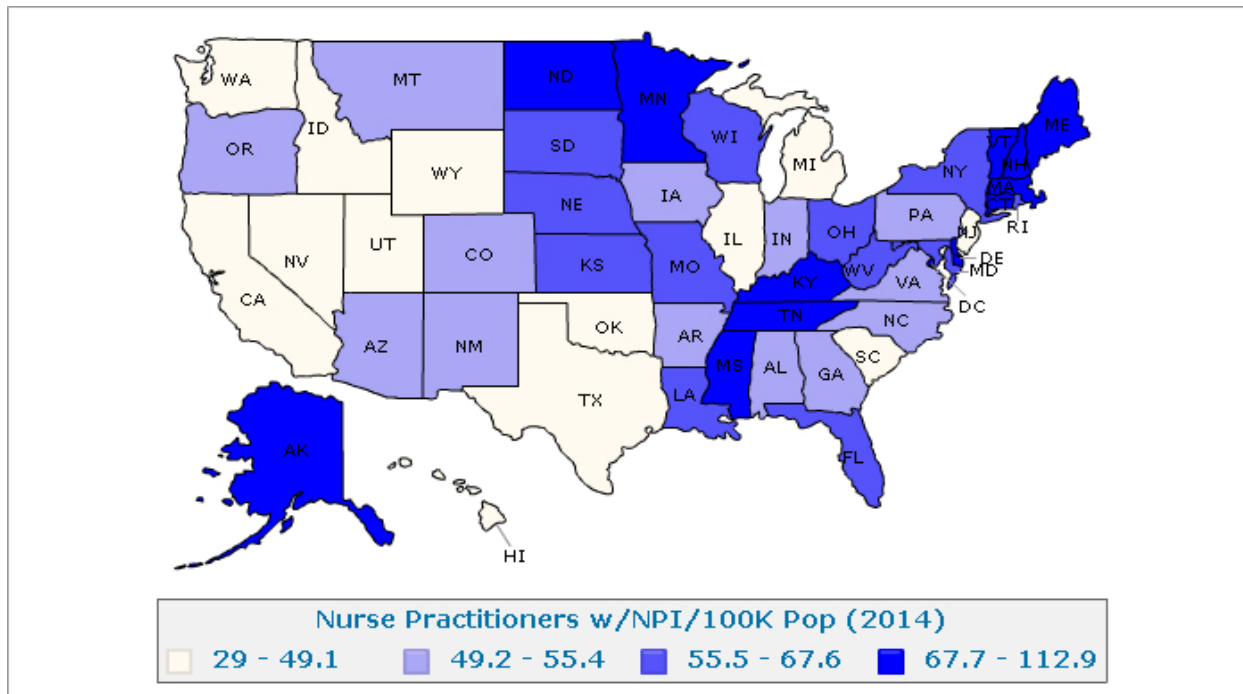 WA
MT
ND
MN
ME
OR
ID
SD
WI
MI
VT
NH
NY
MA
CT
RI
WY
NE
IA
PA
NJ
NV
UT
CO
KS
MO
IL
IN
OH
WV
VA
DE
MD
DC
CA
KY
TN
NC
AZ
NM
OK
AR
SC
TX
LA
MS
AL
GA
FL
AK
HI
Nurse Practitioners w/NPI/100K Pop (2014)
29 - 49.1 49.2 - 55.4 55.5 - 67.6 67.7 - 112.9